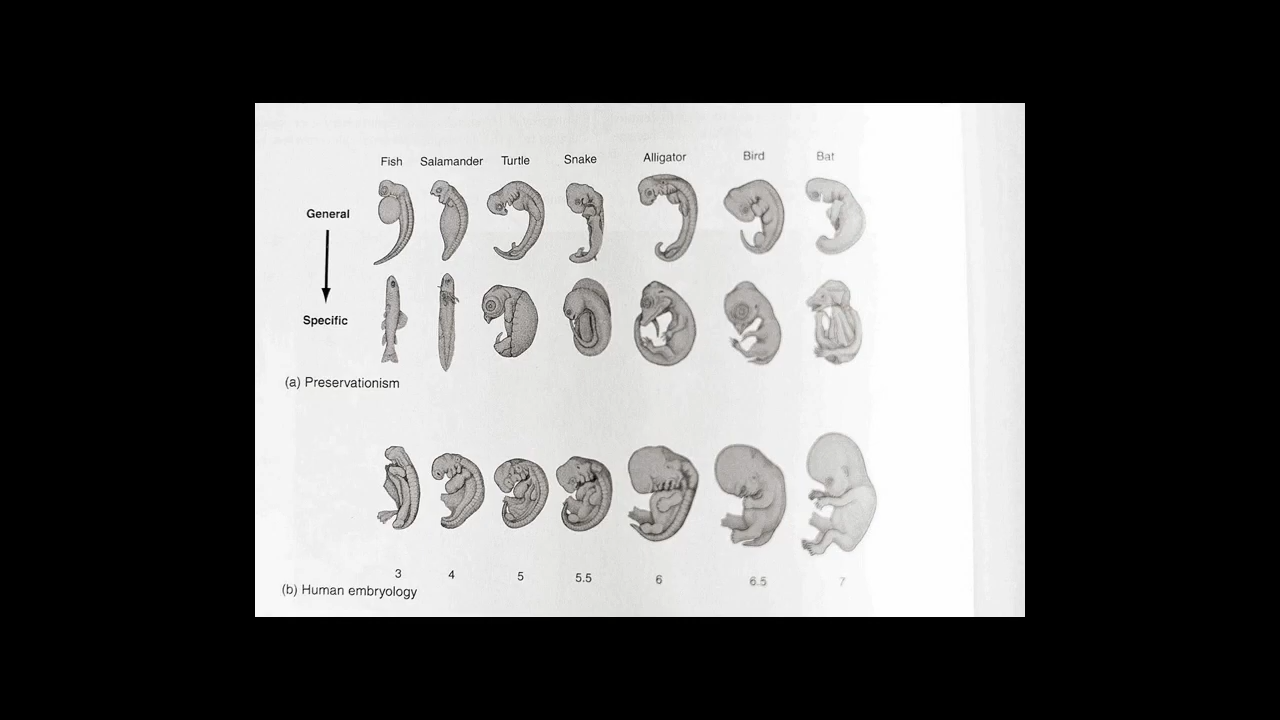 Fish Salamander Turtle Snake Alligator Bird Bat
General
Specific
(a) Preservationism
3 4 5 5.5 6 6.5 7
(b) Human embryology